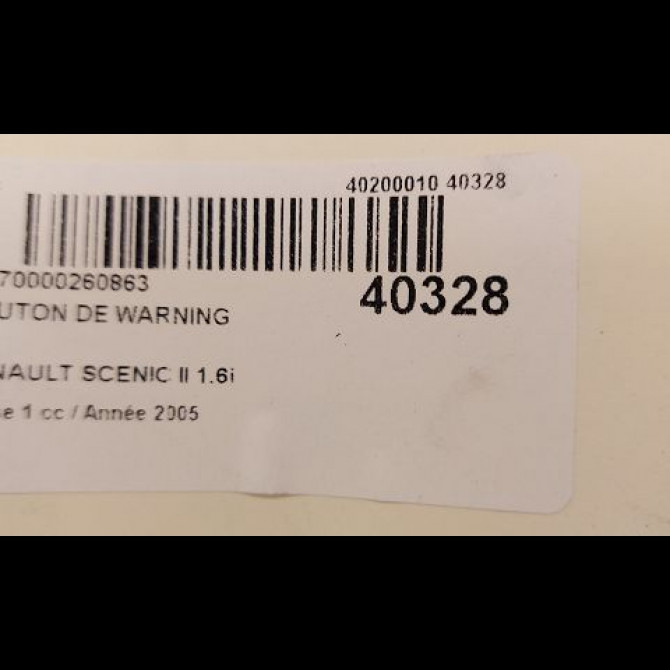 40200010 40328
70000260863
40328
UTON DE WARNING
NAULT SCENIC II 1.6i
e 1 cc / Année 2005